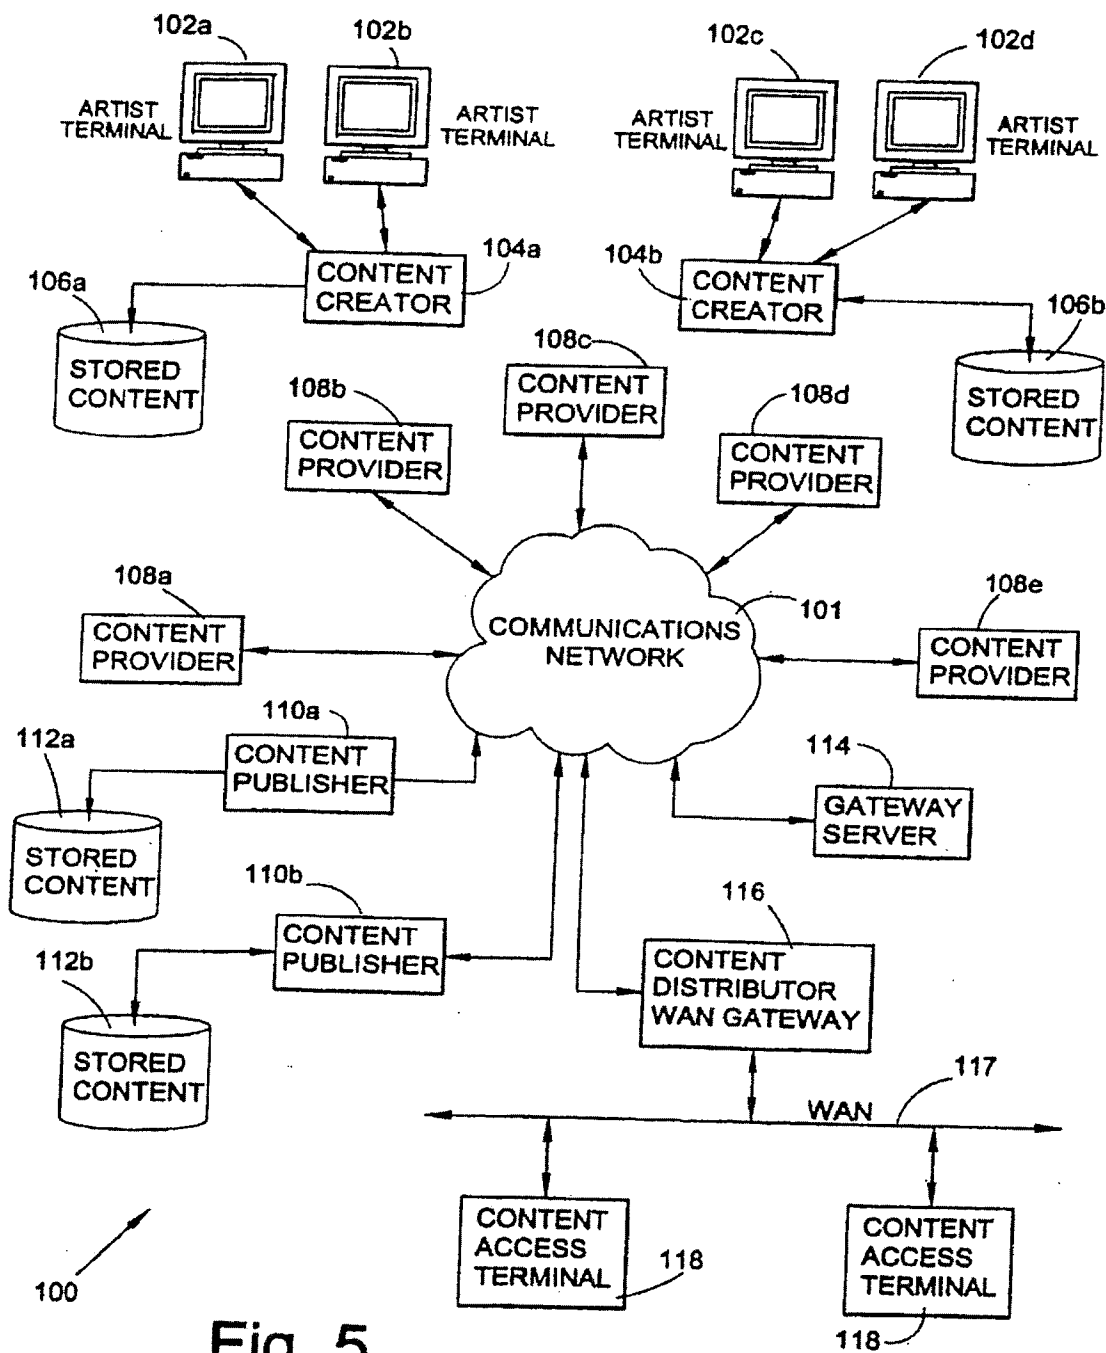 102a
102b
102c
102d
ARTIST
TERMINAL
ARTIST
TERMINAL
ARTIST
TERMINAL
ARTIST
TERMINAL
CONTENT
CREATOR
104a
104b
CONTENT
CREATOR
106a
STORED
CONTENT
106b
STORED
CONTENT
108b
CONTENT
PROVIDER
108c
CONTENT
PROVIDER
108d
CONTENT
PROVIDER
108a
CONTENT
PROVIDER
COMMUNICATIONS
NETWORK
101
108e
CONTENT
PROVIDER
110a
CONTENT
PUBLISHER
112a
STORED
CONTENT
114
GATEWAY
SERVER
110b
CONTENT
PUBLISHER
112b
STORED
CONTENT
116
CONTENT
DISTRIBUTOR
WAN GATEWAY
WAN
117
CONTENT
ACCESS
TERMINAL
118
CONTENT
ACCESS
TERMINAL
118
100
Fig. 5